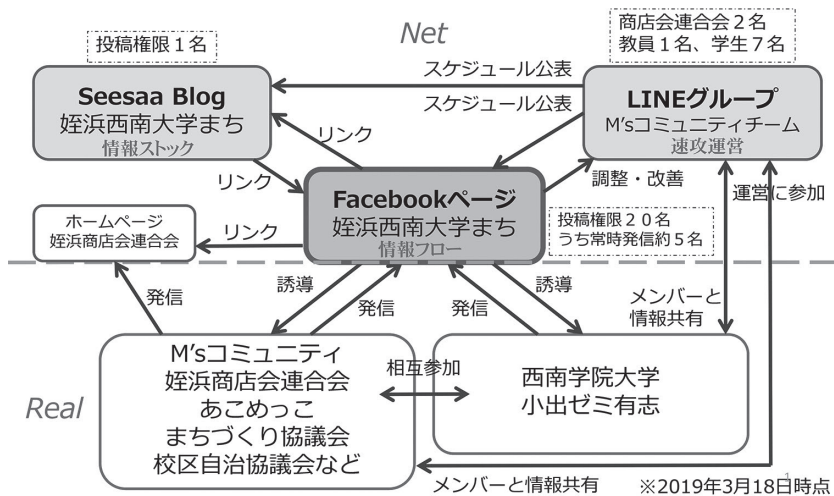 Net
投稿権限１名
商店会連合会２名
教員１名、学生７名
Seesaa Blog
姪浜西南大学まち
情報ストック
スケジュール公表
スケジュール公表
LINEグループ
M'sコミュニティチーム
速攻運営
リンク
リンク
調整・改善
運営に参加
Facebookページ
姪浜西南大学まち
情報フロー
ホームページ
姪浜商店会連合会
リンク
投稿権限２０名
うち常時発信約５名
発信
誘導
発信
発信
誘導
メンバーと
情報共有
Real
M'sコミュニティ
姪浜商店会連合会
あこめっこ
まちづくり協議会
校区自治協議会など
相互参加
西南学院大学
小出ゼミ有志
メンバーと情報共有
1
※2019年3月18日時点